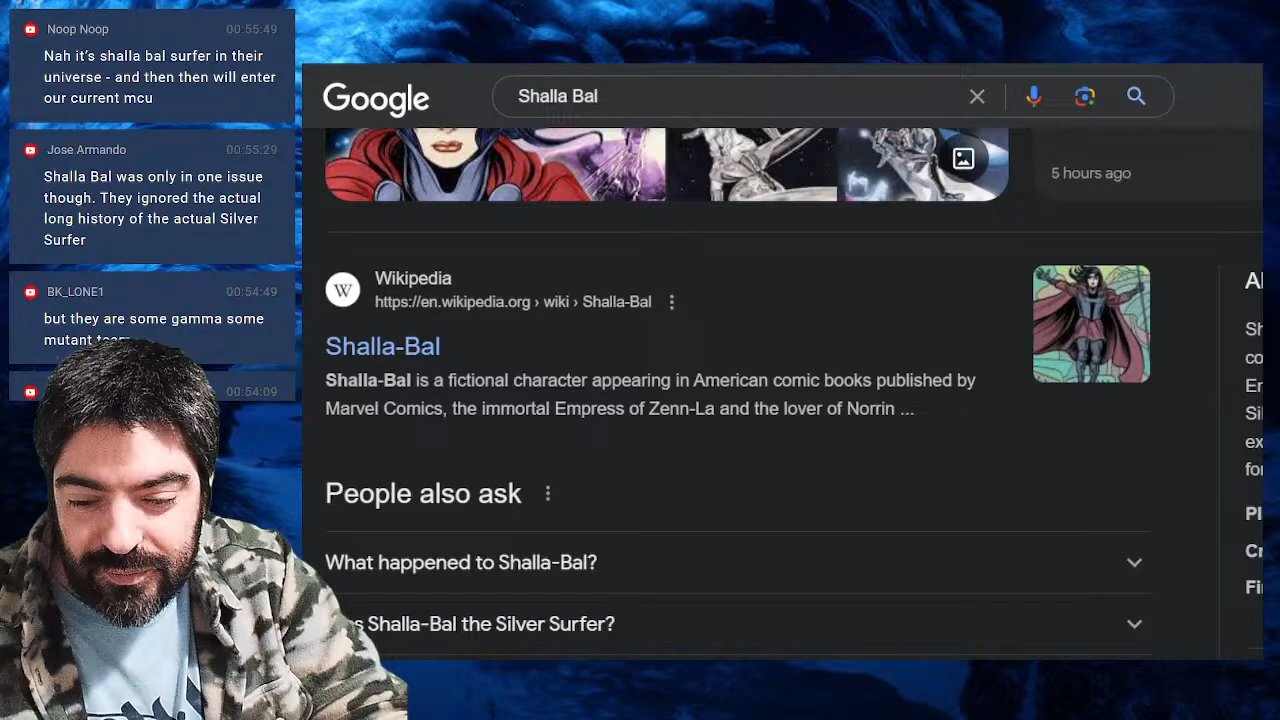 Noop Noop 00:55:49
Nah it's shalla bal surfer in their
universe - and then then will enter
our current mcu
Jose Armando 00:55:29
Shalla Bal was only in one issue
though. They ignored the actual
long history of the actual Silver
Surfer
BK_LONE1 00:54:49
but they are some gamma some
mutant
00:54:09
Google
Shalla Bal
5 hours ago
W
Wikipedia
https://en.wikipedia.org › wiki › Shalla-Bal
Shalla-Bal
Shalla-Bal is a fictional character appearing in American comic books published by
Marvel Comics, the immortal Empress of Zenn-La and the lover of Norrin ...
People also ask
What happened to Shalla-Bal?
Shalla-Bal the Silver Surfer?